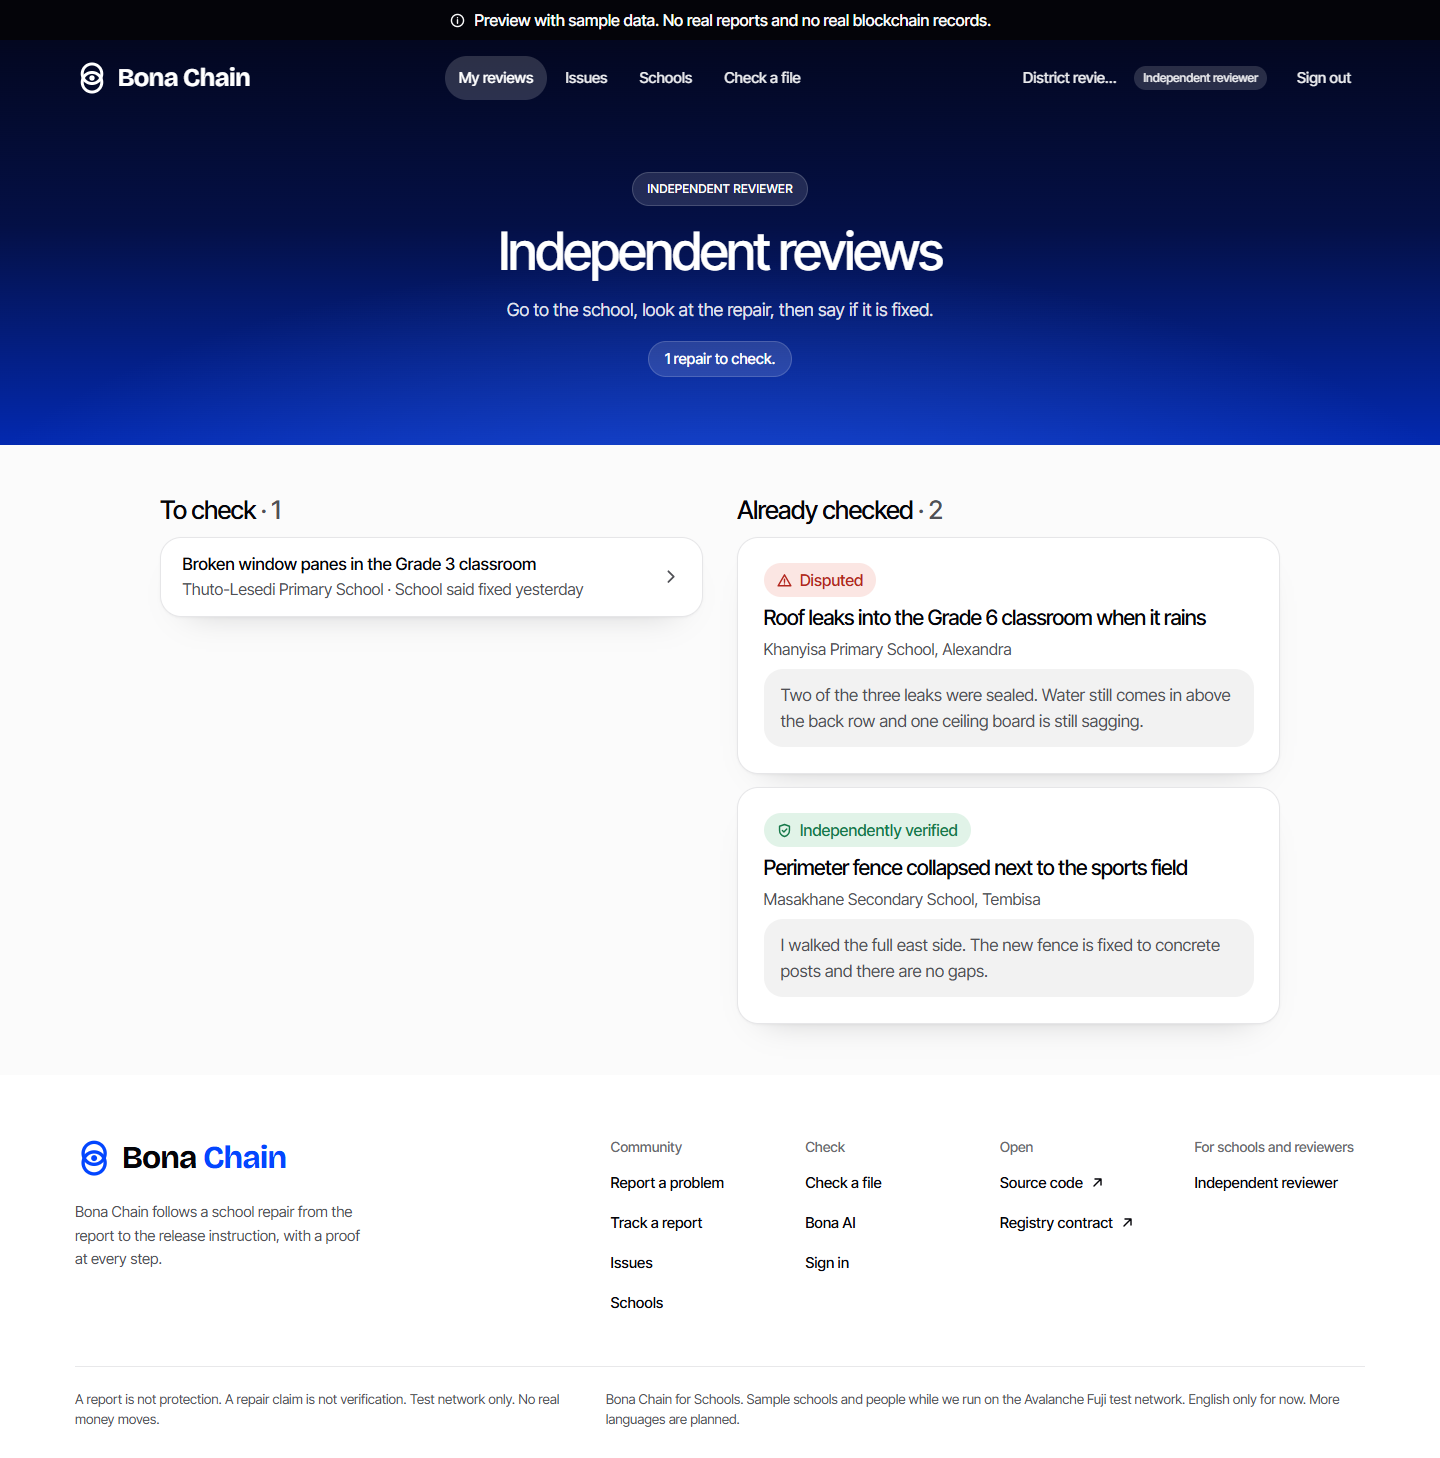 Preview with sample data. No real reports and no real blockchain records.
Bona Chain
My reviews
Issues
Schools
Check a file
District revie...
Independent reviewer
Sign out
INDEPENDENT REVIEWER
Independent reviews
Go to the school, look at the repair, then say if it is fixed.
1 repair to check.
To check · 1
Broken window panes in the Grade 3 classroom
Thuto-Lesedi Primary School · School said fixed yesterday
Already checked · 2
Disputed
Roof leaks into the Grade 6 classroom when it rains
Khanyisa Primary School, Alexandra
Two of the three leaks were sealed. Water still comes in above
the back row and one ceiling board is still sagging.
Independently verified
Perimeter fence collapsed next to the sports field
Masakhane Secondary School, Tembisa
I walked the full east side. The new fence is fixed to concrete
posts and there are no gaps.
Bona Chain
Bona Chain follows a school repair from the
report to the release instruction, with a proof
at every step.
Community
Report a problem
Track a report
Issues
Schools
Check
Check a file
Bona AI
Sign in
Open
Source code
Registry contract
For schools and reviewers
Independent reviewer
A report is not protection. A repair claim is not verification. Test network only. No real
money moves.
Bona Chain for Schools. Sample schools and people while we run on the Avalanche Fuji test network. English only for now. More
languages are planned.